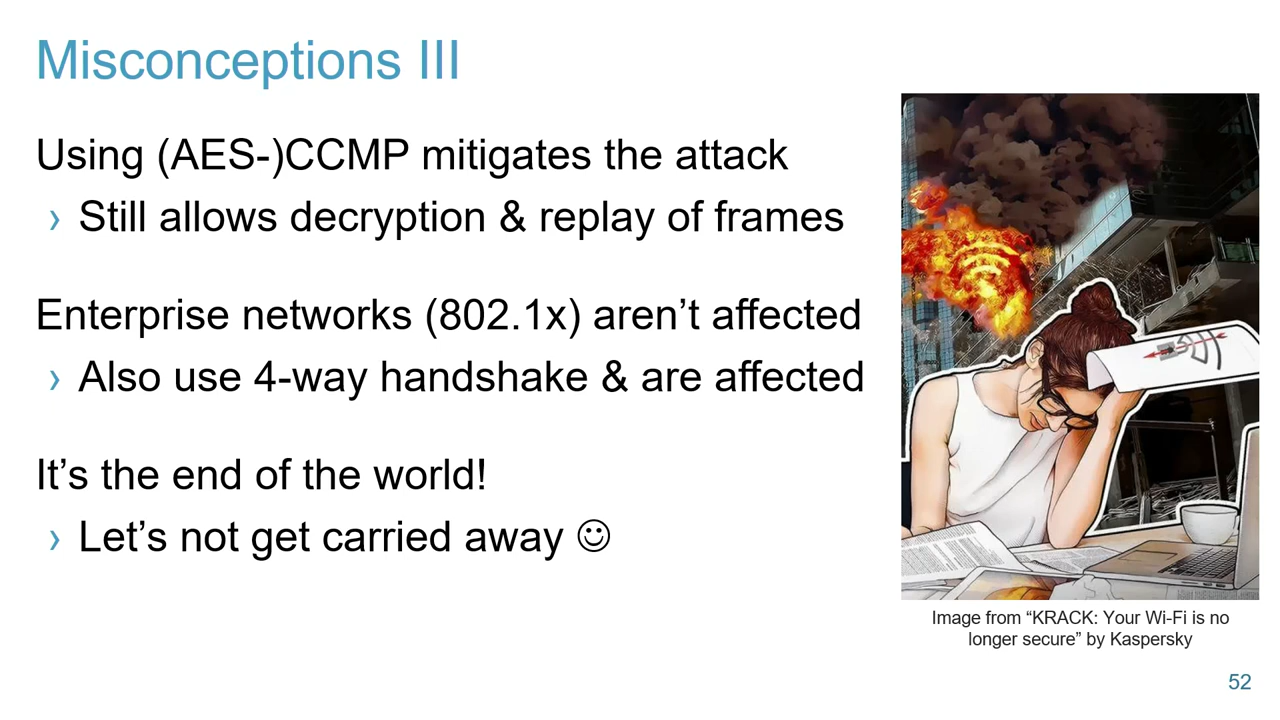 Misconceptions III
Using (AES-)CCMP mitigates the attack
› Still allows decryption & replay of frames
Enterprise networks (802.1x) aren’t affected
› Also use 4-way handshake & are affected
It’s the end of the world!
› Let’s not get carried away ☺
Image from “KRACK: Your Wi-Fi is no
longer secure” by Kaspersky
52